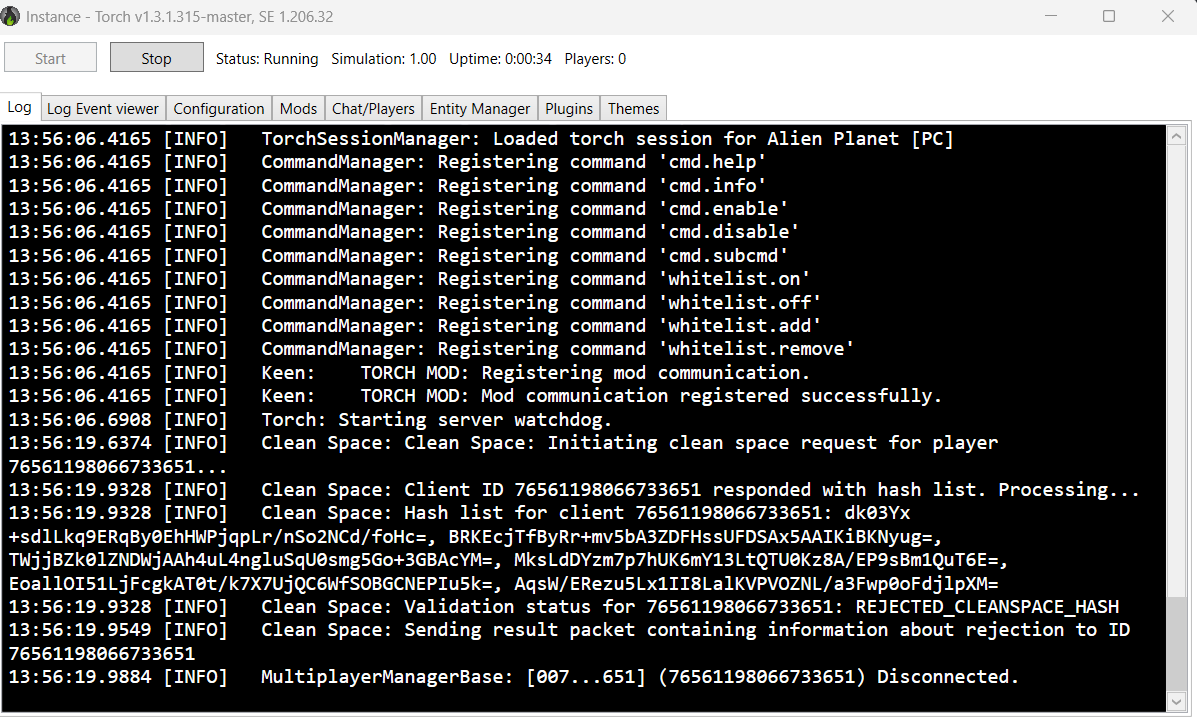 Instance - Torch v1.3.1.315-master, SE 1.206.32
Start Stop Status: Running Simulation: 1.00 Uptime: 0:00:34 Players: 0
Log Log Event viewer Configuration Mods Chat/Players Entity Manager Plugins Themes
13:56:06.4165 [INFO] TorchSessionManager: Loaded torch session for Alien Planet [PC]
13:56:06.4165 [INFO] CommandManager: Registering command 'cmd.help'
13:56:06.4165 [INFO] CommandManager: Registering command 'cmd.info'
13:56:06.4165 [INFO] CommandManager: Registering command 'cmd.enable'
13:56:06.4165 [INFO] CommandManager: Registering command 'cmd.disable'
13:56:06.4165 [INFO] CommandManager: Registering command 'cmd.subcmd'
13:56:06.4165 [INFO] CommandManager: Registering command 'whitelist.on'
13:56:06.4165 [INFO] CommandManager: Registering command 'whitelist.off'
13:56:06.4165 [INFO] CommandManager: Registering command 'whitelist.add'
13:56:06.4165 [INFO] CommandManager: Registering command 'whitelist.remove'
13:56:06.4165 [INFO] Keen: TORCH MOD: Registering mod communication.
13:56:06.4165 [INFO] Keen: TORCH MOD: Mod communication registered successfully.
13:56:06.6908 [INFO] Torch: Starting server watchdog.
13:56:19.6374 [INFO] Clean Space: Clean Space: Initiating clean space request for player
76561198066733651...
13:56:19.9328 [INFO] Clean Space: Client ID 76561198066733651 responded with hash list. Processing...
13:56:19.9328 [INFO] Clean Space: Hash list for client 76561198066733651: dk03Yx
+sdlLkq9ERqBy0EhHWPjqpLr/nSo2NCd/foHc=, BRKEcjTfByRr+mv5bA3ZDFHssUFDSAx5AAIKiBKNyug=,
TWjjBZk0lZNDWjAAh4uL4ngluSqU0smg5Go+3GBAcYM=, MksLdDYzm7p7hUK6mY13LtQTU0Kz8A/EP9sBm1QuT6E=,
EoallOI51LjFcgkAT0t/k7X7UjQC6WfSOBGCNEPIu5k=, AqsW/ERezu5Lx1II8LalKVPVOZNL/a3Fwp0oFdjlpXM=
13:56:19.9328 [INFO] Clean Space: Validation status for 76561198066733651: REJECTED_CLEANSPACE_HASH
13:56:19.9549 [INFO] Clean Space: Sending result packet containing information about rejection to ID
76561198066733651
13:56:19.9884 [INFO] MultiplayerManagerBase: [007...651] (76561198066733651) Disconnected.